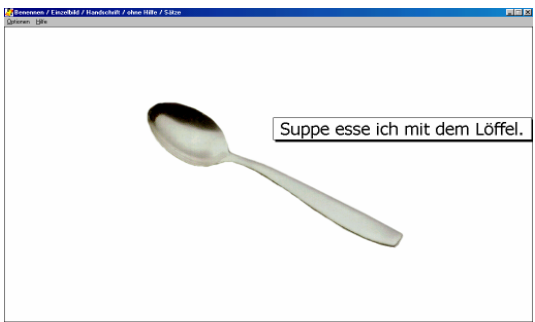 Benennen / Einzelbild / Handschrift / ohne Hilfe / Sätze
Optionen Hilfe
Suppe esse ich mit dem Löffel.